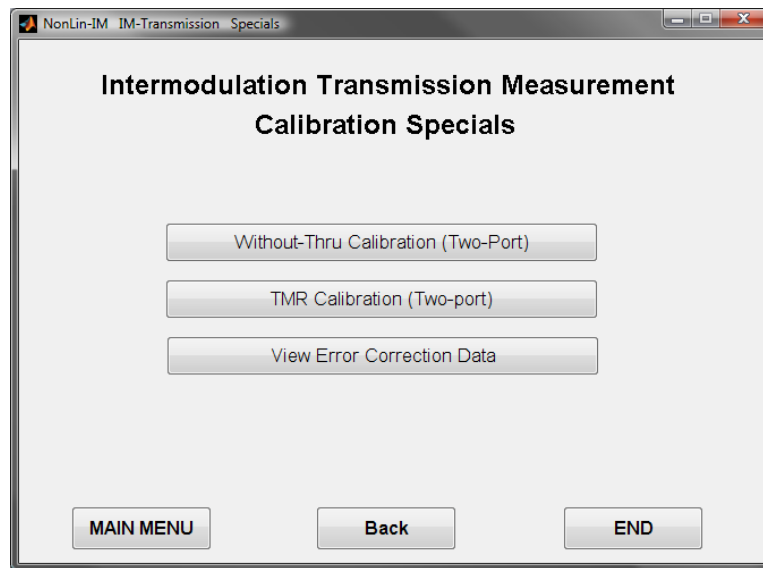 NonLin-IM IM-Transmission Specials
Intermodulation Transmission Measurement
Calibration Specials
Without-Thru Calibration (Two-Port)
TMR Calibration (Two-port)
View Error Correction Data
MAIN MENU
Back
END